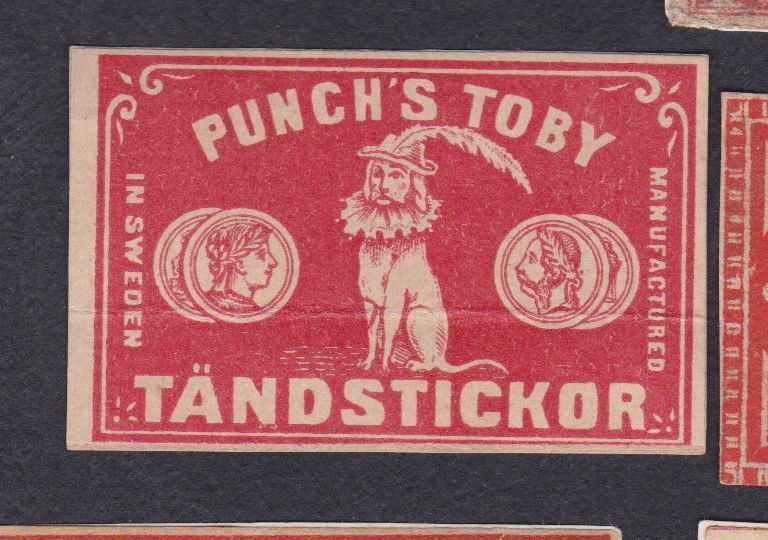 PUNCH'S TOBY
IN SWEDEN
MANUFACTURED
TÄNDSTICKOR